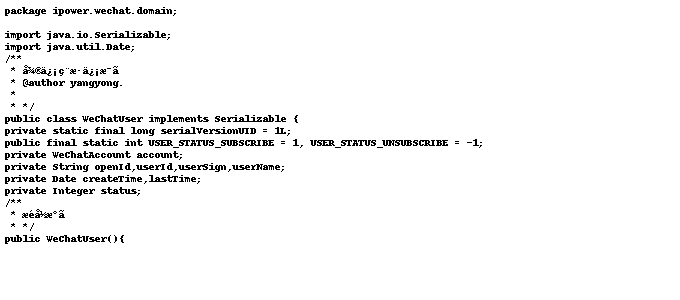 package ipower.wechat.domain;
import java.io.Serializable;
import java.util.Date;
/**
 * å¾®ä¿¡ç¨æ·ä¿¡æ¯ã
 * @author yangyong.
 *
 * */
public class WeChatUser implements Serializable {
private static final long serialVersionUID = 1L;
public final static int USER_STATUS_SUBSCRIBE = 1, USER_STATUS_UNSUBSCRIBE = -1;
private WeChatAccount account;
private String openId,userId,userSign,userName;
private Date createTime,lastTime;
private Integer status;
/**
 * æéå½æ°ã
 * */
public WeChatUser(){